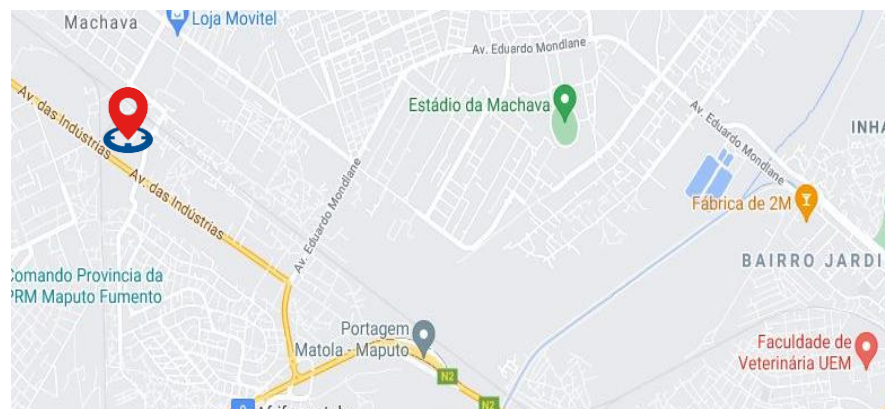 Machava
Loja Movitel
Av. Eduardo Mondlane
Av. das Indústrias
Estádio da Machava
Av. Eduardo Mondlane
INHA
Av. das Indústrias
Av. Eduardo Mondlane
Fábrica de 2M
BAIRRO JARDI
Comando Provincia da
PRM Maputo Fumento
Portagem
Matola - Maputo
Faculdade de
Veterinária UEM
N2
N2